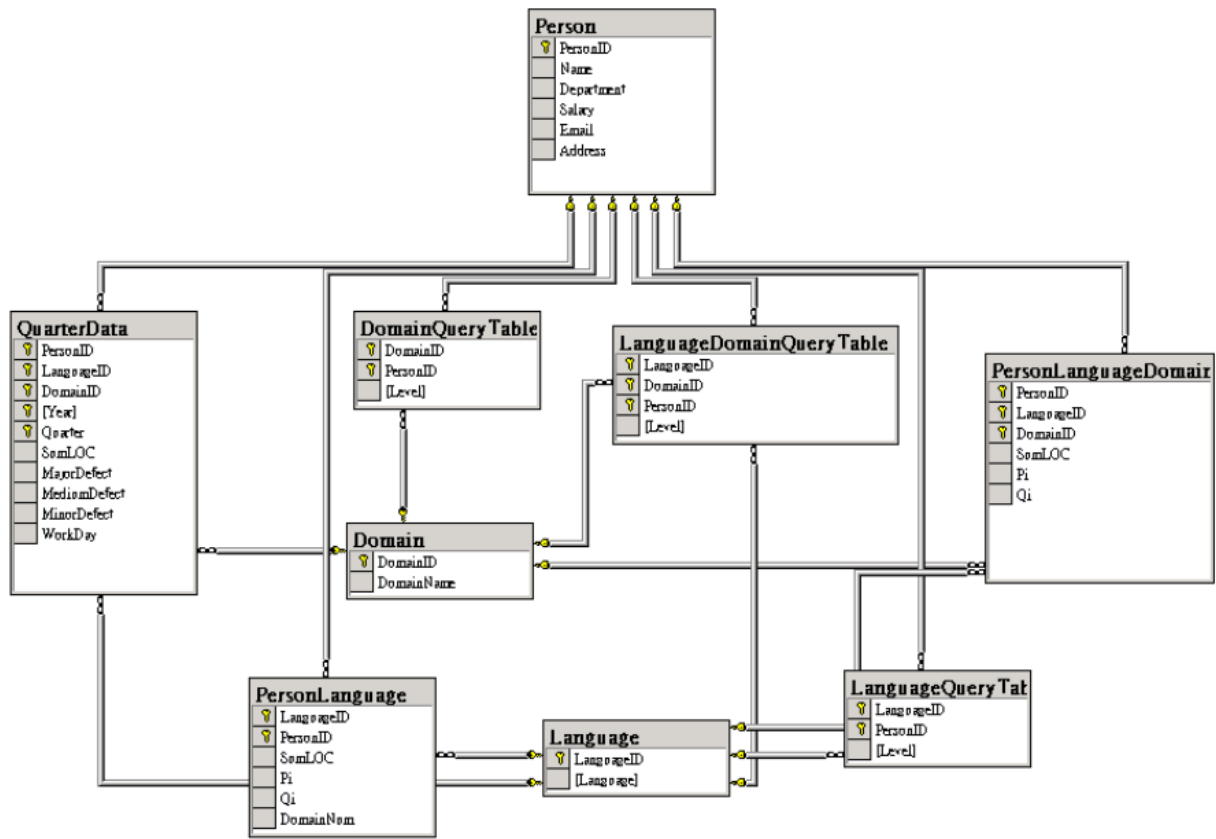 Person
PersonID
Name
Department
Salary
Email
Address
QuarterData
PersonID
LanguageID
DomainID
[Year]
Quarter
SumLOC
MajorDefect
MediumDefect
MinorDefect
WorkDay
DomainQueryTable
DomainID
PersonID
[Level]
LanguageDomainQueryTable
LanguageID
DomainID
PersonID
[Level]
PersonLanguageDomain
PersonID
LanguageID
DomainID
SumLOC
Pi
Qi
Domain
DomainID
DomainName
PersonLanguage
LanguageID
PersonID
SumLOC
Pi
Qi
DomainNum
Language
LanguageID
[Language]
LanguageQueryTab
LanguageID
PersonID
[Level]